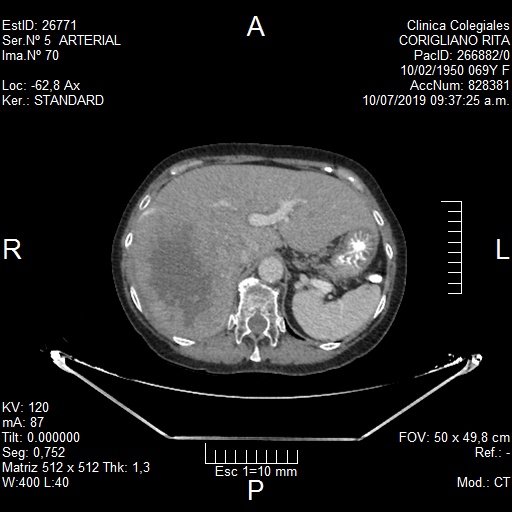 EstID: 26771
Ser.Nº 5 ARTERIAL
Ima.Nº 70
Loc: -62,8 Ax
Ker.: STANDARD
A
Clinica Colegiales
CORIGLIANO RITA
PacID: 266882/0
10/02/1950 069Y F
AccNum: 828381
10/07/2019 09:37:25 a.m.
R
L
KV: 120
mA: 87
Tilt: 0.000000
Seg: 0,752
Matriz 512 x 512 Thk: 1,3
W:400 L:40
Esc 1=10 mm
P
FOV: 50 x 49,8 cm
Ref.: -
Mod.: CT